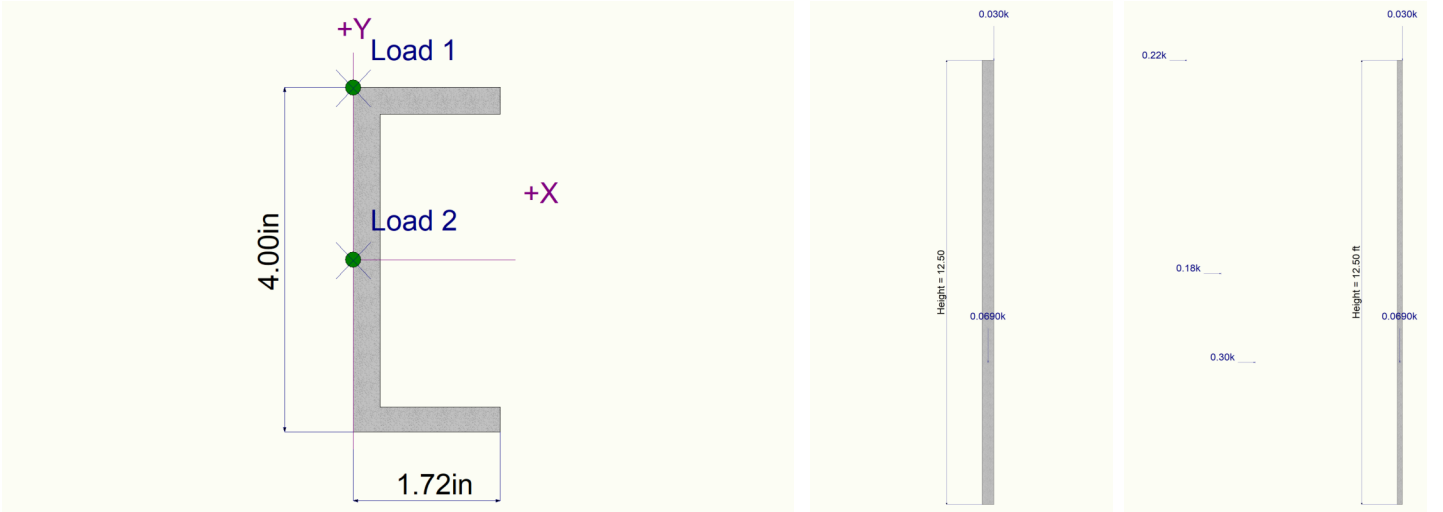 +Y
Load 1
+X
Load 2
4.00in
1.72in
0.030k
Height = 12.50
0.0690k
0.030k
0.22k
Height = 12.50 ft
0.18k
0.0690k
0.30k